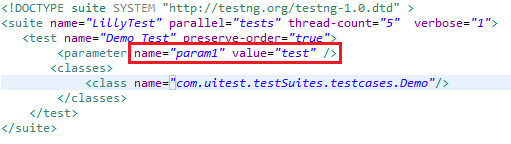 <!DOCTYPE suite SYSTEM "http://testng.org/testng-1.0.dtd" >
<suite name="LillyTest" parallel="tests" thread-count="5"  verbose="1">
<test name="Demo Test" preserve-order="true">
<parameter name="param1" value="test" />
<classes>
<class name="com.uitest.testSuites.testcases.Demo"/>
</classes>
</test>
</suite>